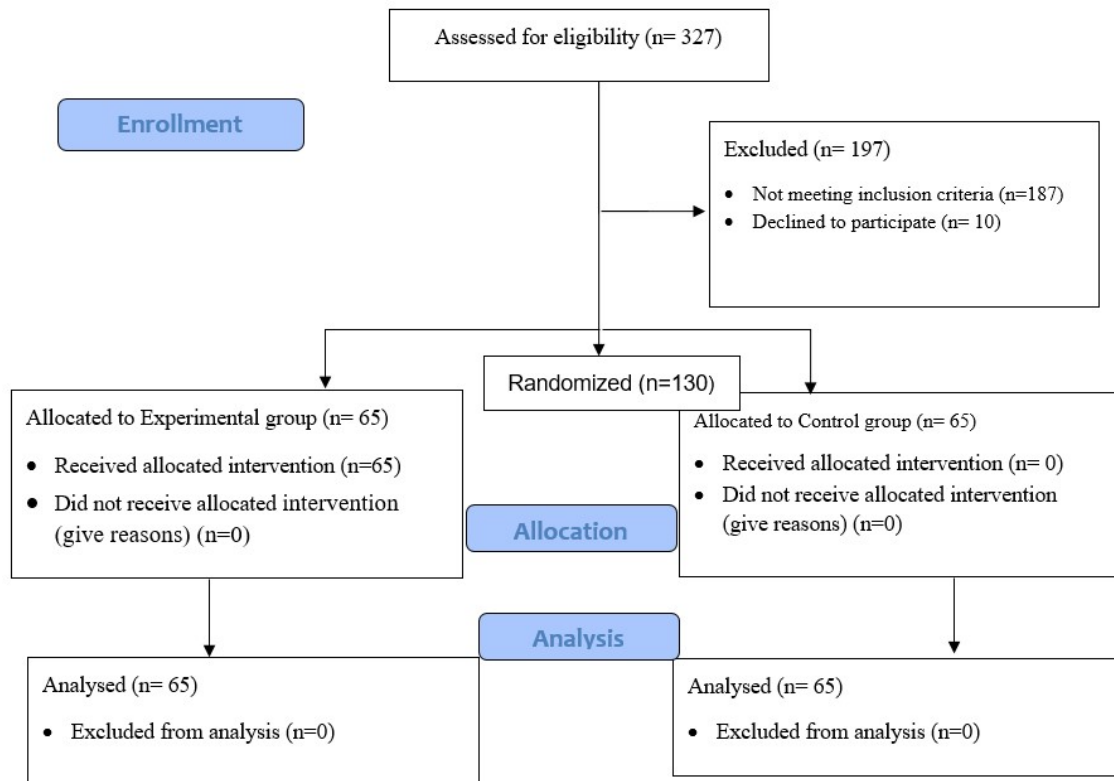 Assessed for eligibility (n= 327)
Enrollment
Excluded (n= 197)
• Not meeting inclusion criteria (n=187)
• Declined to participate (n= 10)
Randomized (n=130)
Allocated to Experimental group (n= 65)
• Received allocated intervention (n=65)
• Did not receive allocated intervention
(give reasons) (n=0)
Allocated to Control group (n= 65)
• Received allocated intervention (n= 0)
• Did not receive allocated intervention
(give reasons) (n=0)
Allocation
Analysis
Analysed (n= 65)
• Excluded from analysis (n=0)
Analysed (n= 65)
• Excluded from analysis (n=0)